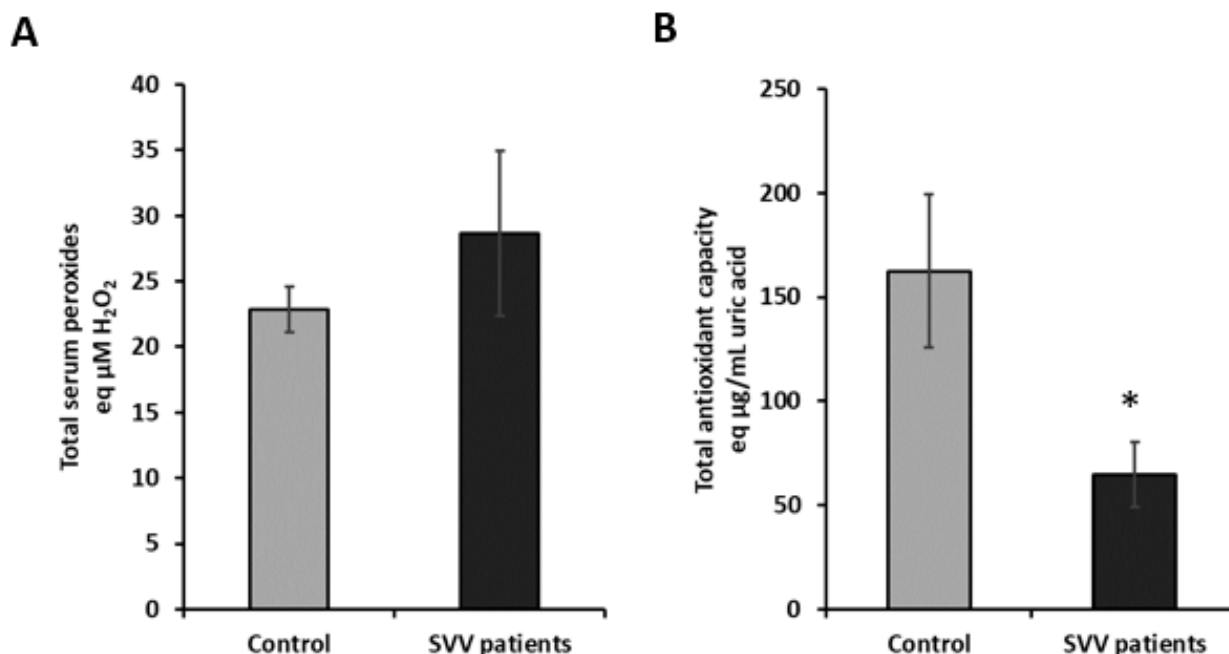 A
Total serum peroxides
eq µM H₂O₂
40
35
30
25
20
15
10
5
0
Control
SVV patients
B
Total antioxidant capacity
eq µg/mL uric acid
250
200
150
100
50
0
*
Control
SVV patients